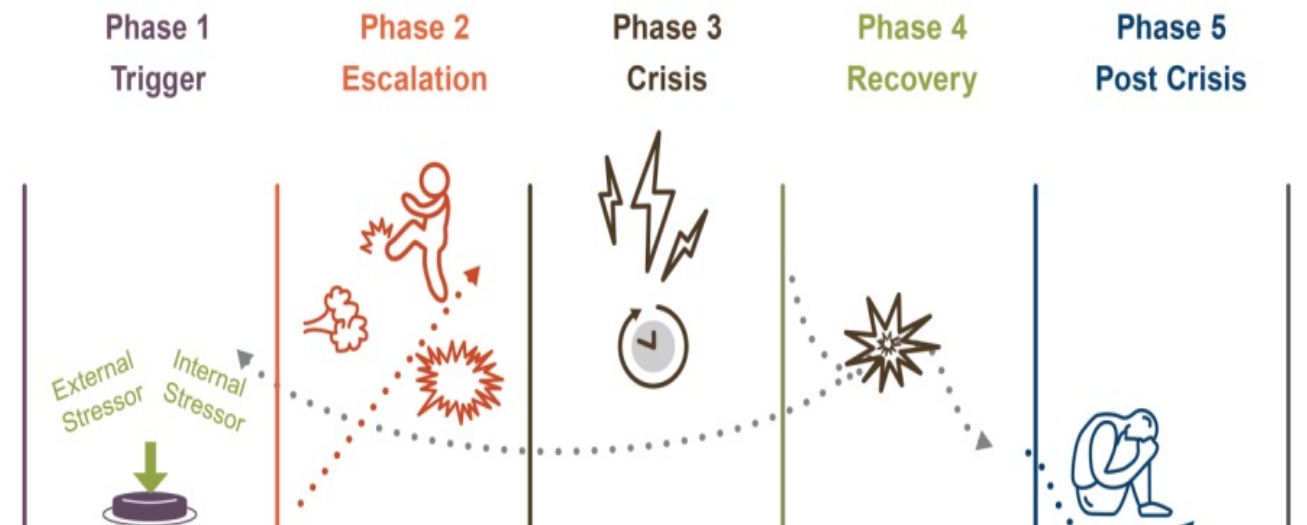 Phase 1
Trigger
Phase 2
Escalation
Phase 3
Crisis
Phase 4
Recovery
Phase 5
Post Crisis
External
Stressor
Internal
Stressor